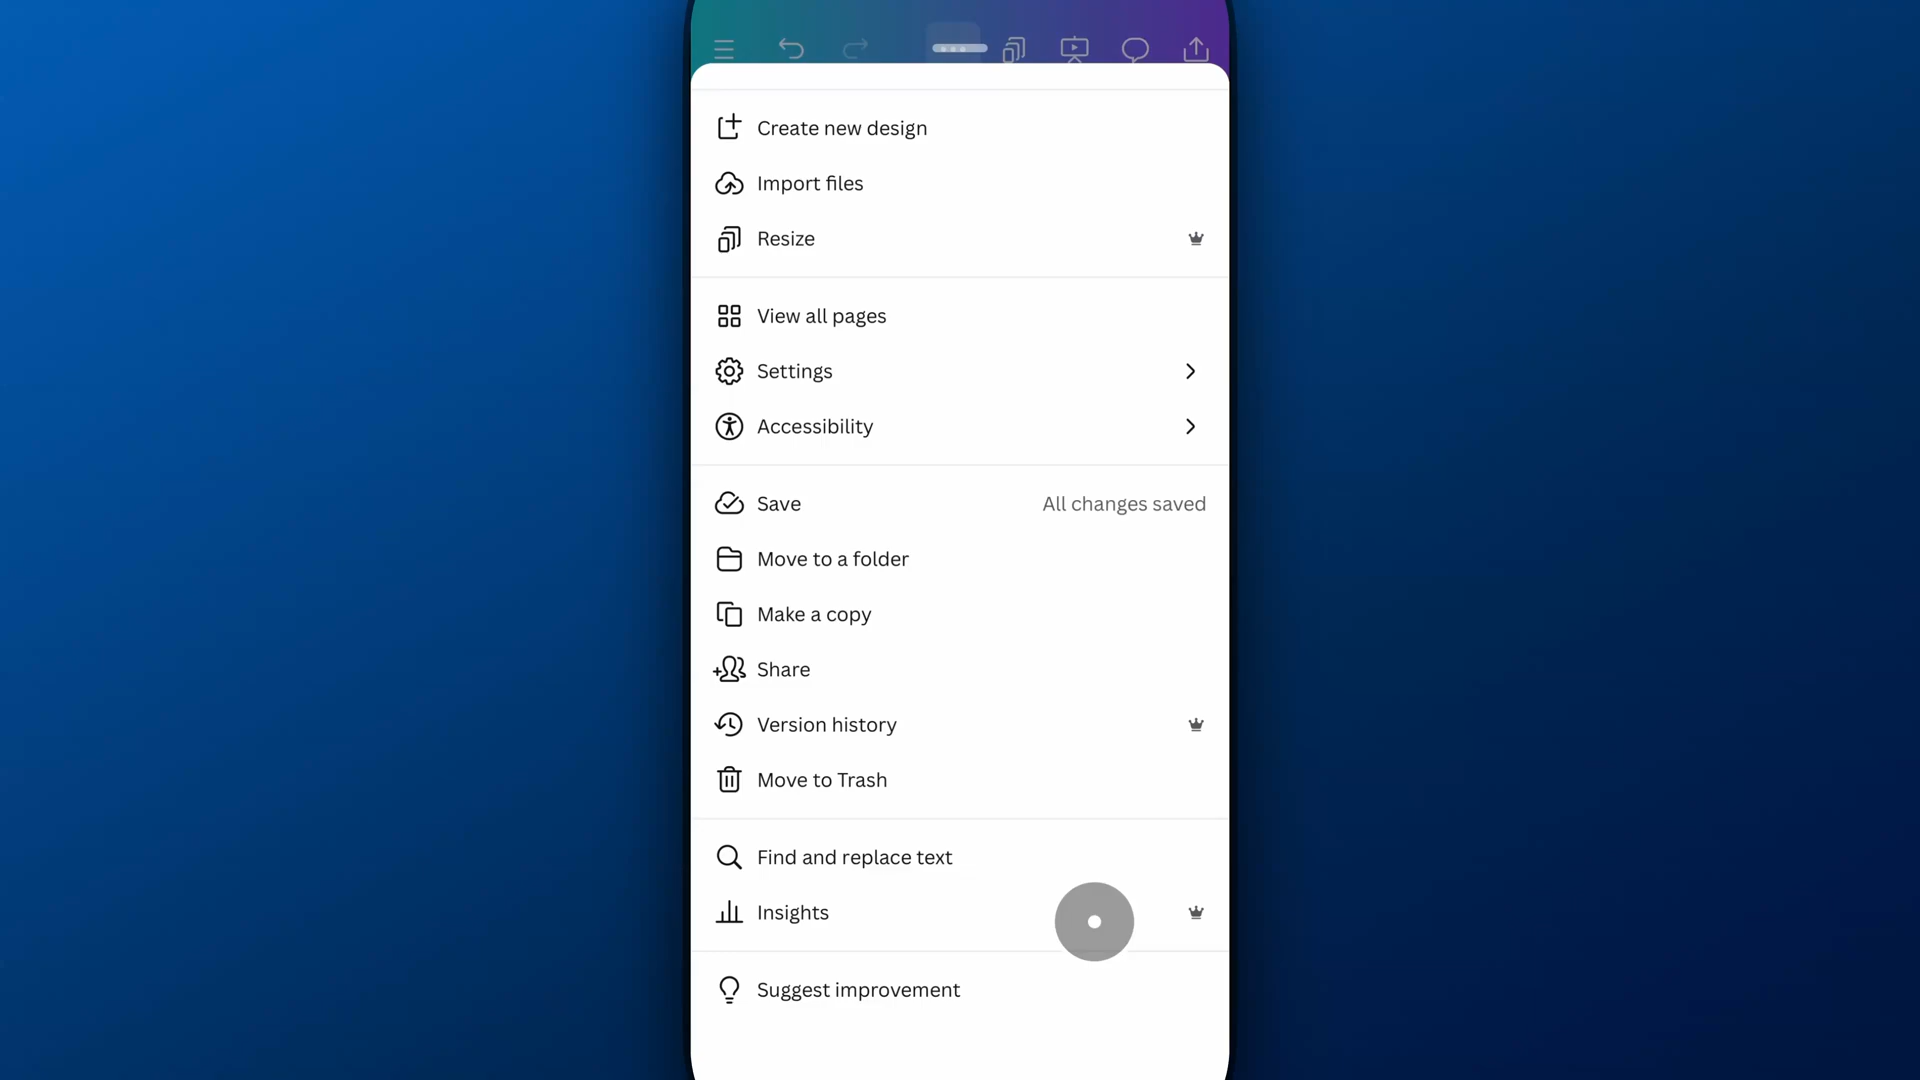 Create new design
Import files
Resize
View all pages
Settings
Accessibility
Save All changes saved
Move to a folder
Make a copy
Share
Version history
Move to Trash
Find and replace text
Insights
Suggest improvement